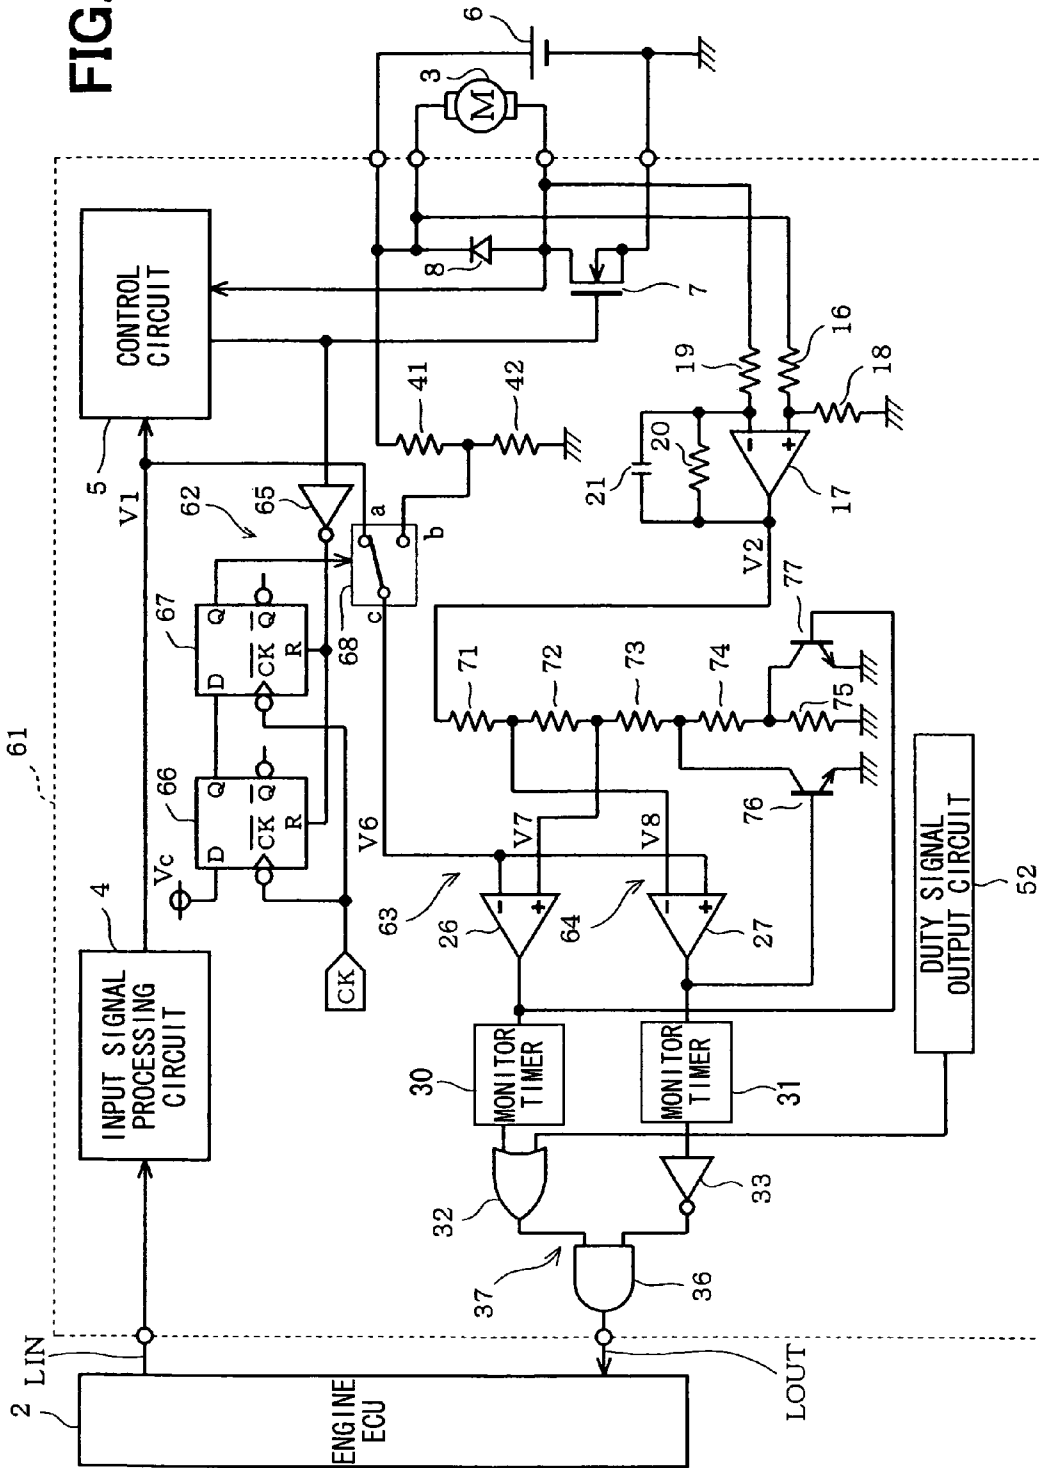 FIG.
61
2
LIN
ENGINE
ECU
LOUT
4
INPUT SIGNAL
PROCESSING
CIRCUIT
V1
5
CONTROL
CIRCUIT
Vc
66
D
Q
CK
Q
R
67
D
Q
CK
Q
R
62
65
CK
68
a
b
c
41
42
8
7
3
M
6
V6
63
26
-
+
V7
64
27
-
+
V8
71
72
73
74
75
76
77
V2
17
-
+
21
20
19
16
18
30
MONITOR
TIMER
31
MONITOR
TIMER
32
33
37
36
DUTY SIGNAL
OUTPUT CIRCUIT
52